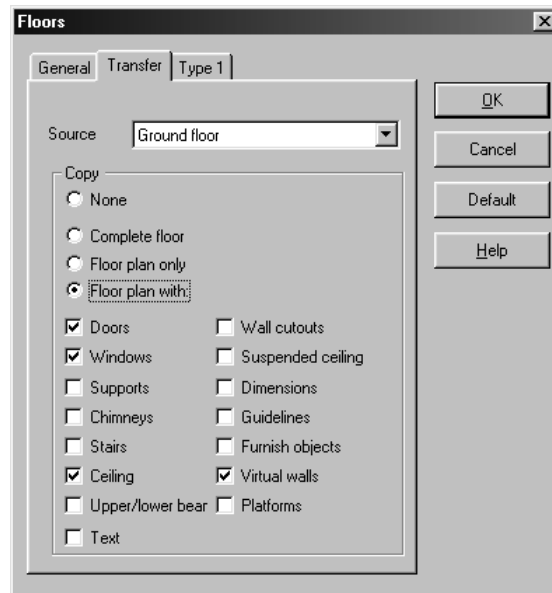 Floors
General Transfer Type 1
Source Ground floor
Copy
None
Complete floor
Floor plan only
Floor plan with:
Doors Wall cutouts
Windows Suspended ceiling
Supports Dimensions
Chimneys Guidelines
Stairs Furnish objects
Ceiling Virtual walls
Upper/lower bear Platforms
Text
OK
Cancel
Default
Help